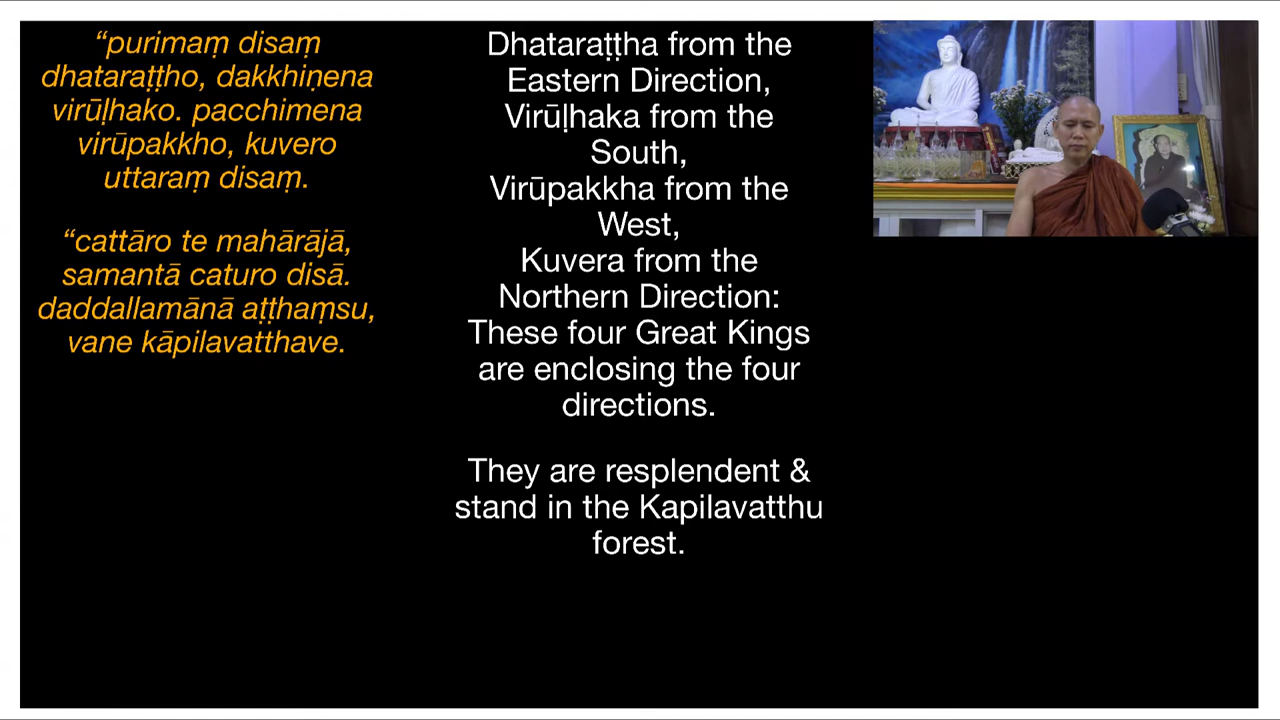 “purimaṃ disaṃ
dhataraṭṭho, dakkhiṇena
virūḷhako. pacchimena
virūpakkho, kuvero
uttaraṃ disaṃ.
“cattāro te mahārājā,
samantā caturo disā.
daddallamānā aṭṭhaṃsu,
vane kāpilavatthave.
Dhataraṭṭha from the
Eastern Direction,
Virūḷhaka from the
South,
Virūpakkha from the
West,
Kuvera from the
Northern Direction:
These four Great Kings
are enclosing the four
directions.
They are resplendent &
stand in the Kapilavatthu
forest.